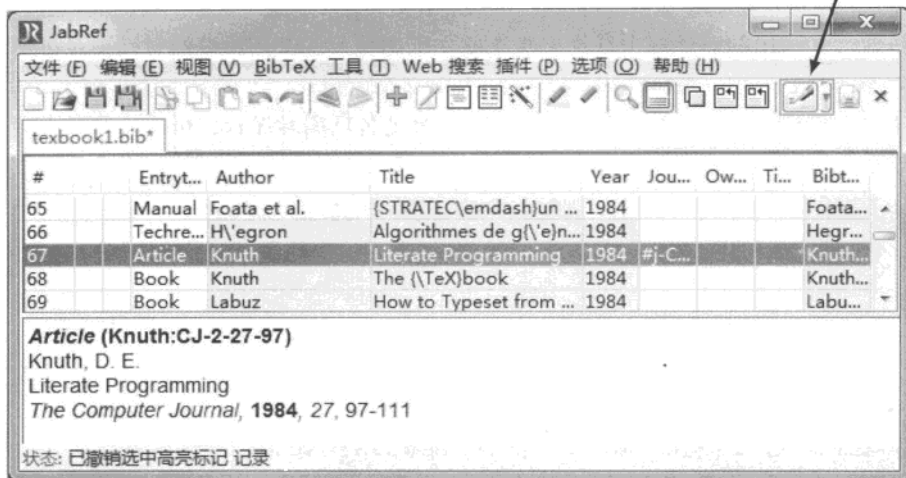 JabRef
文件 (F) 编辑 (E) 视图 (V) BibTeX 工具 (T) Web 搜索 插件 (P) 选项 (O) 帮助 (H)
texbook1.bib*
# Entryt... Author Title Year Jou... Ow... Ti... Bibt...
65 Manual Foata et al. {STRATEC\emdash}un ... 1984 Foata...
66 Techre... H\'egron Algorithmes de g{\'e}n... 1984 Hegr...
67 Article Knuth Literate Programming 1984 #j-C... Knuth...
68 Book Knuth The {\TeX}book 1984 Knuth...
69 Book Labuz How to Typeset from ... 1984 Labu...
Article (Knuth:CJ-2-27-97)
Knuth, D. E.
Literate Programming
The Computer Journal, 1984, 27, 97-111
状态: 已撤销选中高亮标记 记录